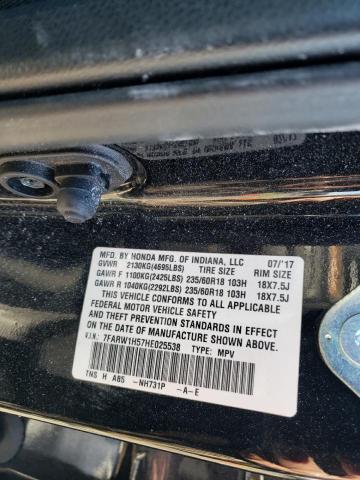 MFD. BY HONDA MFG. OF INDIANA, LLC 07/'17
GVWR 2130KG(4695LBS) TIRE SIZE RIM SIZE
GAWR F 1100KG(2425LBS) 235/60R18 103H 18X7.5J
GAWR R 1040KG(2292LBS) 235/60R18 103H 18X7.5J
THIS VEHICLE CONFORMS TO ALL APPLICABLE
FEDERAL MOTOR VEHICLE SAFETY
AND THEFT PREVENTION STANDARDS IN EFFECT
ON THE DATE OF MANUFACTURE SHOWN ABOVE.
V.I.N.: 7FARW1H57HE025538 TYPE: MPV
TNS H A85 -NH731P -A-E